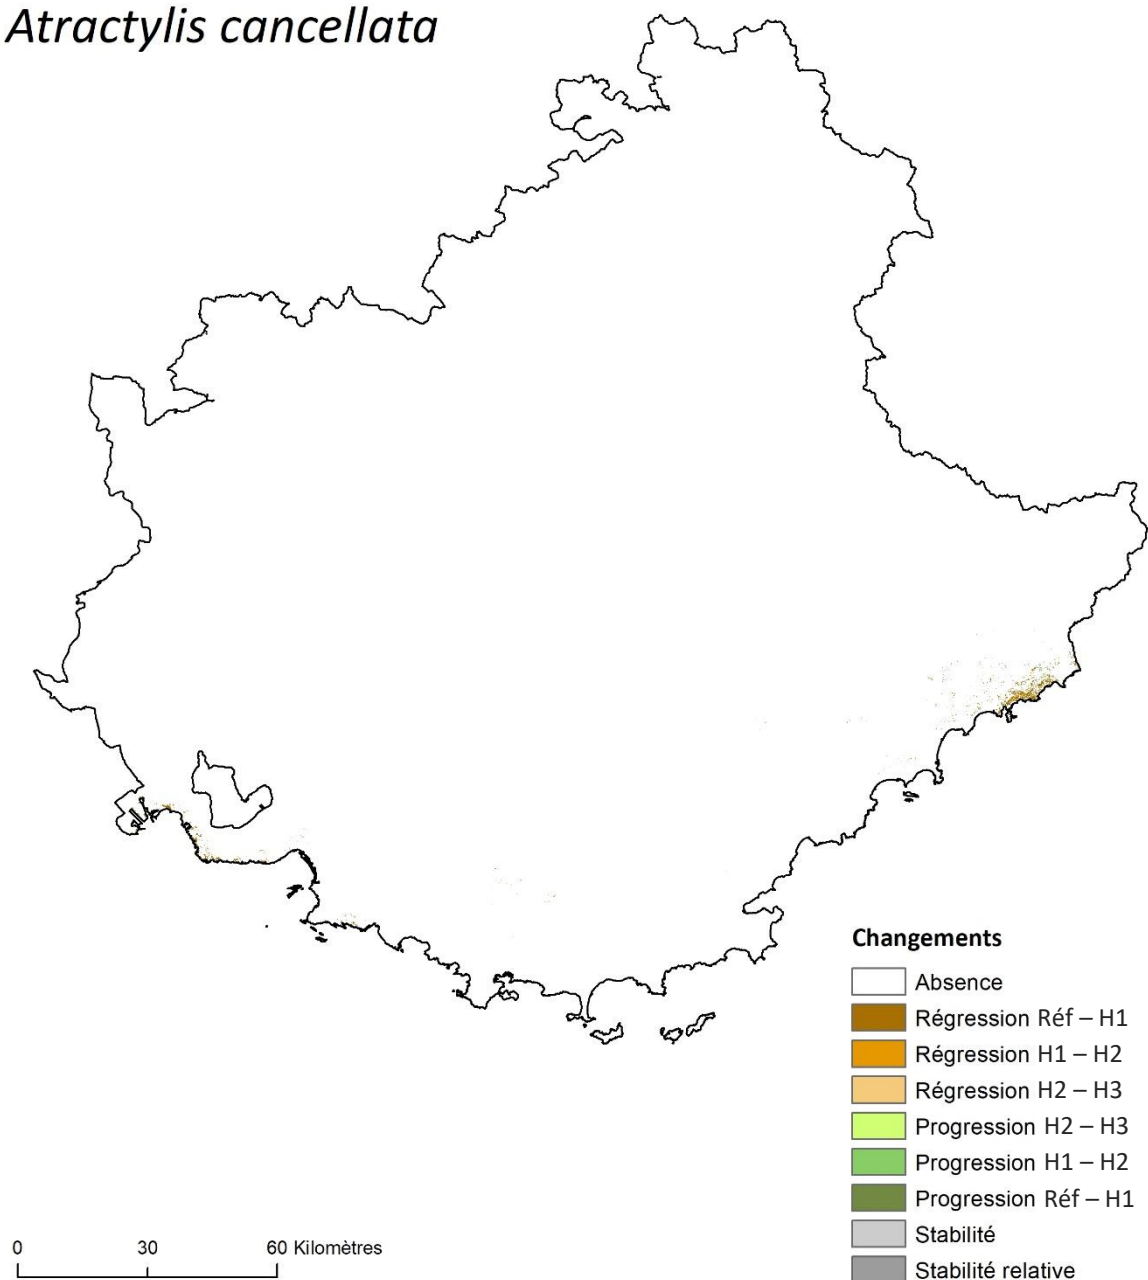 Atractylis cancellata
Changements
Absence
Régression Réf – H1
Régression H1 – H2
Régression H2 – H3
Progression H2 – H3
Progression H1 – H2
Progression Réf – H1
Stabilité
Stabilité relative
0 30 60 Kilomètres